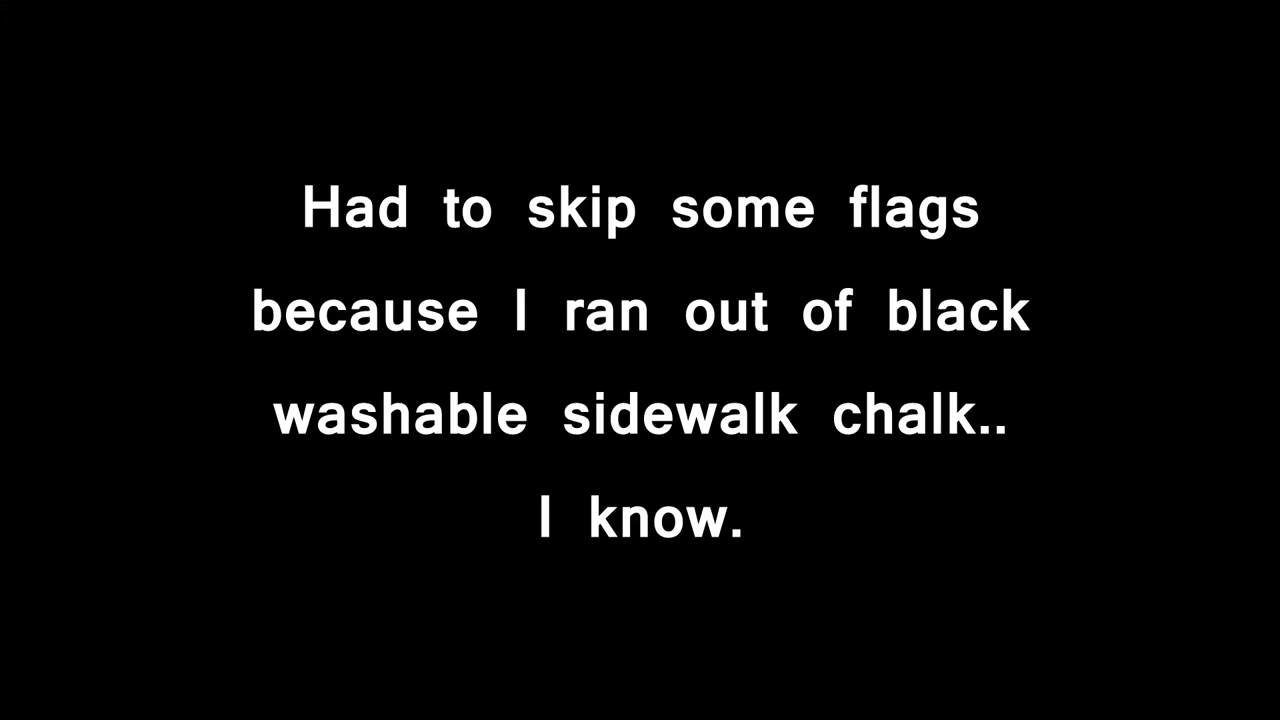 Had to skip some flags
because I ran out of black
washable sidewalk chalk..
I know.